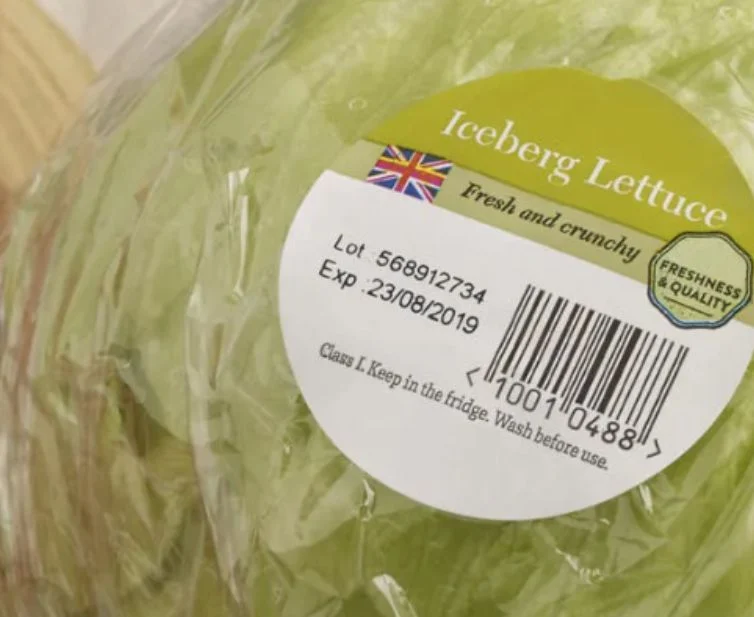 Iceberg Lettuce
Fresh and crunchy
FRESHNESS
& QUALITY
Lot :568912734
Exp :23/08/2019
< 1001 0488 >
Class I. Keep in the fridge. Wash before use.